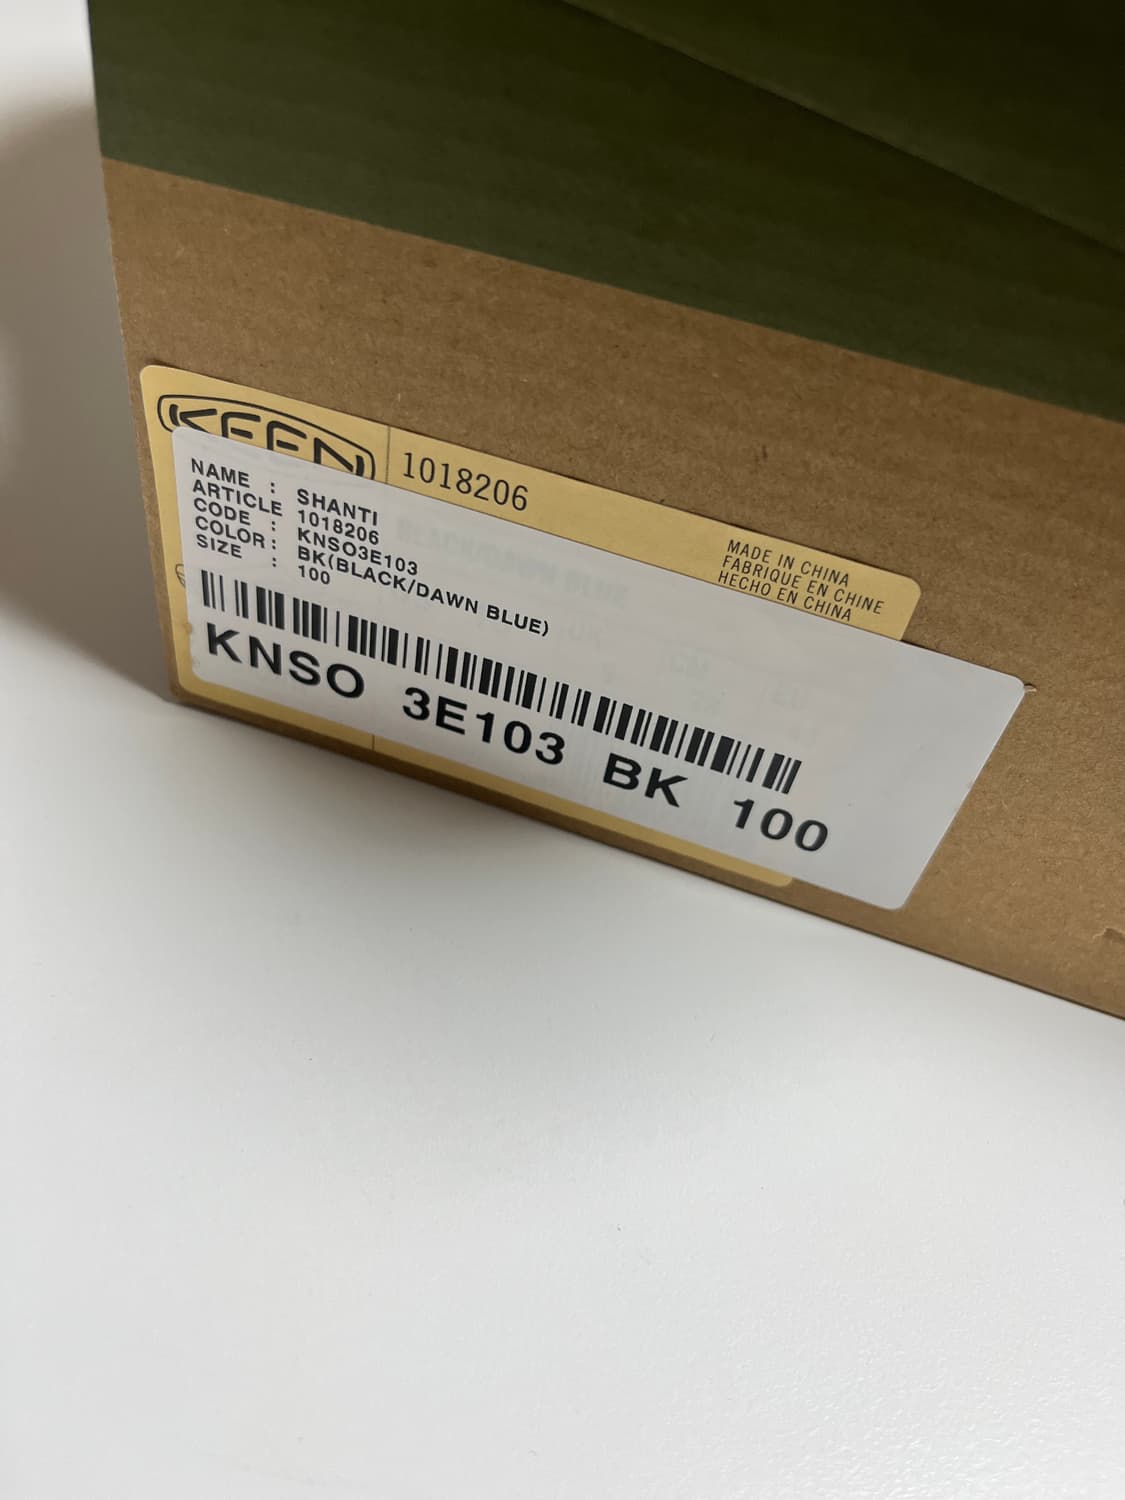 KEEN
1018206
MADE IN CHINA
FABRIQUE EN CHINE
HECHO EN CHINA
NAME : SHANTI
ARTICLE 1018206
CODE : KNSO3E103
COLOR : BK(BLACK/DAWN BLUE)
SIZE : 100
KNSO 3E103 BK 100